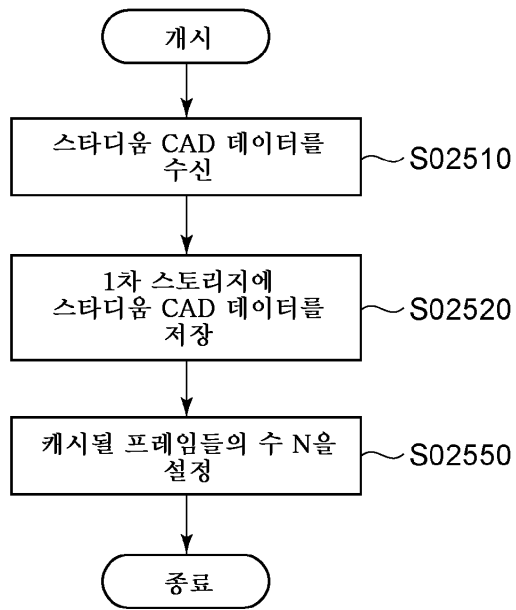 개시
스타디움 CAD 데이터를
수신
S02510
1차 스토리지에
스타디움 CAD 데이터를
저장
S02520
캐시될 프레임들의 수 N을
설정
S02550
종료